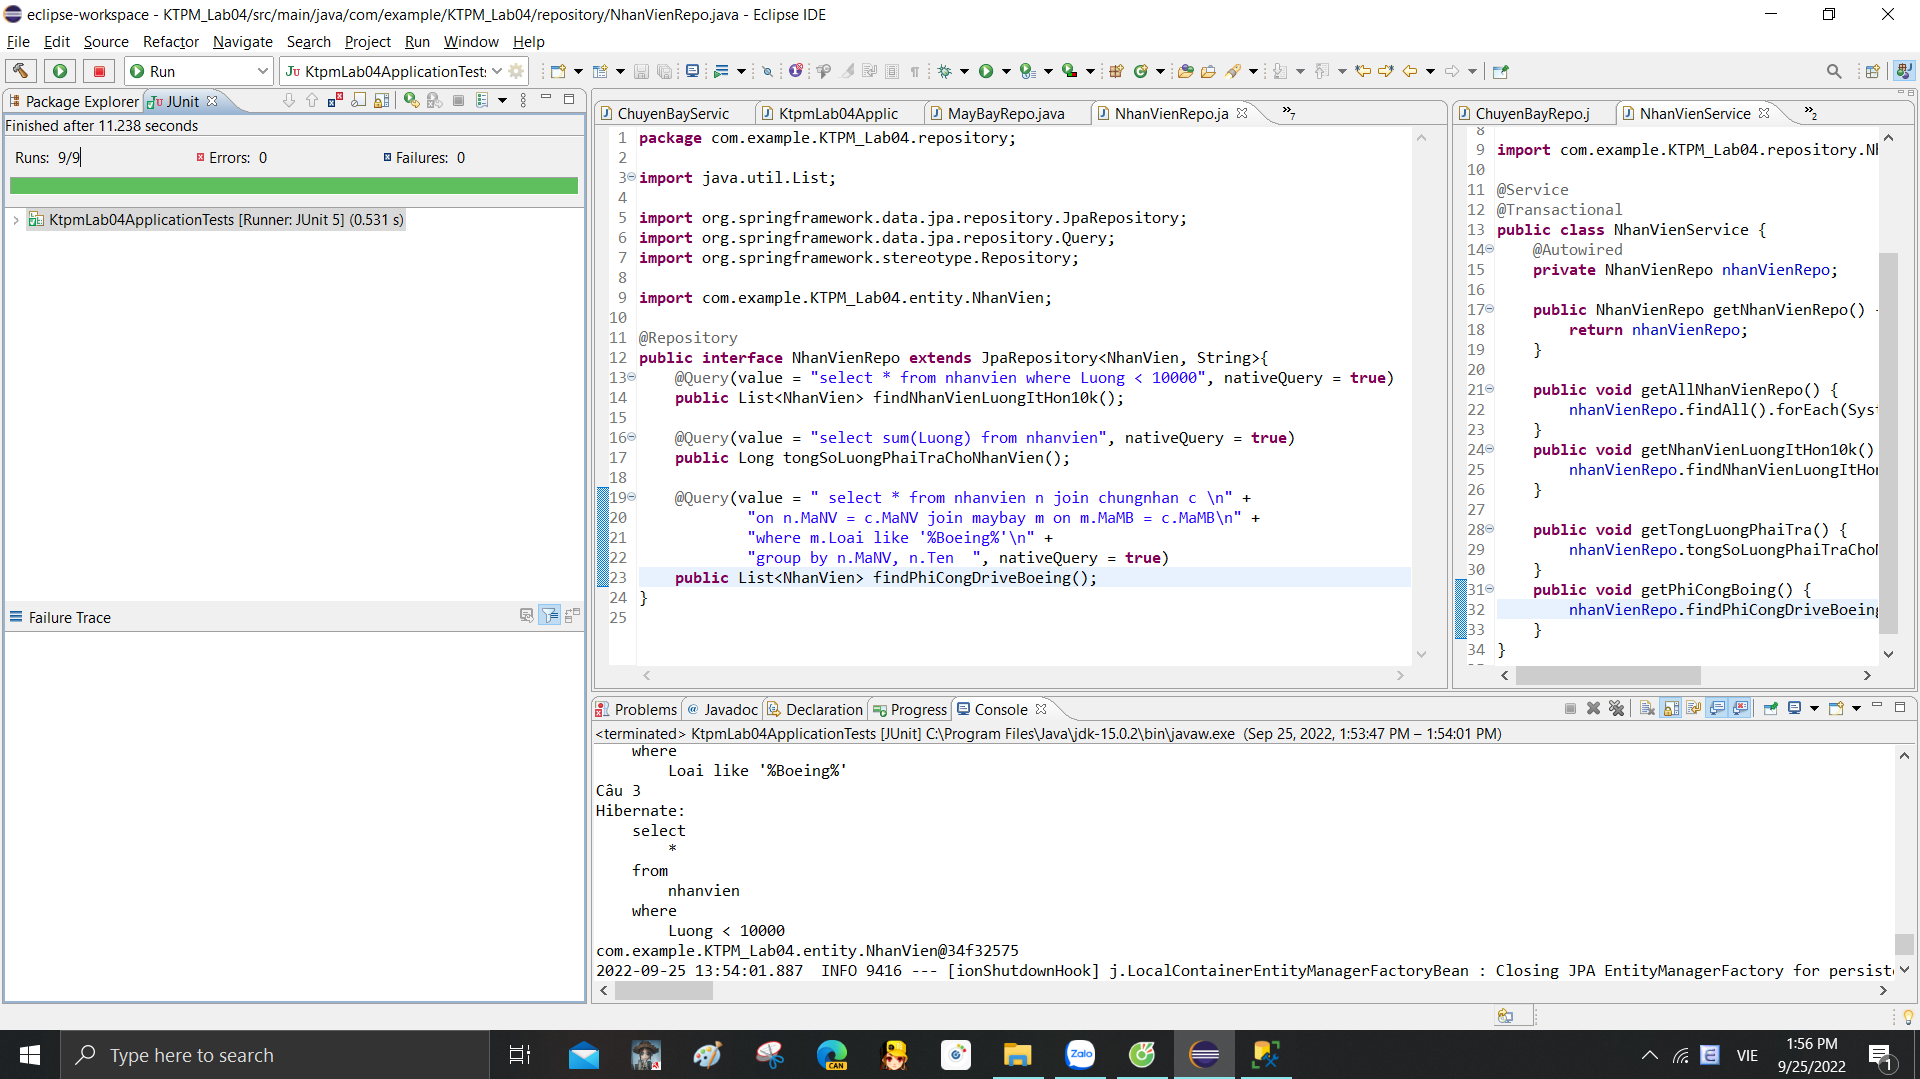 eclipse-workspace - KTPM_Lab04/src/main/java/com/example/KTPM_Lab04/repository/NhanVienRepo.java - Eclipse IDE
File Edit Source Refactor Navigate Search Project Run Window Help
Run
KtpmLab04ApplicationTests
Package Explorer
JUnit
Finished after 11.238 seconds
Runs: 9/9
Errors: 0
Failures: 0
KtpmLab04ApplicationTests [Runner: JUnit 5] (0.531 s)
Failure Trace
ChuyenBayServic
KtpmLab04Applic
MayBayRepo.java
NhanVienRepo.ja
»7
1 package com.example.KTPM_Lab04.repository;
2
3 import java.util.List;
4
5 import org.springframework.data.jpa.repository.JpaRepository;
6 import org.springframework.data.jpa.repository.Query;
7 import org.springframework.stereotype.Repository;
8
9 import com.example.KTPM_Lab04.entity.NhanVien;
10
11 @Repository
12 public interface NhanVienRepo extends JpaRepository<NhanVien, String>{
13 @Query(value = "select * from nhanvien where Luong < 10000", nativeQuery = true)
14 public List<NhanVien> findNhanVienLuongItHon10k();
15
16 @Query(value = "select sum(Luong) from nhanvien", nativeQuery = true)
17 public Long tongSoLuongPhaiTraChoNhanVien();
18
19 @Query(value = " select * from nhanvien n join chungnhan c \n" +
20 "on n.MaNV = c.MaNV join maybay m on m.MaMB = c.MaMB\n" +
21 "where m.Loai like '%Boeing%'\n" +
22 "group by n.MaNV, n.Ten  ", nativeQuery = true)
23 public List<NhanVien> findPhiCongDriveBoeing();
24 }
25
ChuyenBayRepo.j
NhanVienService
»2
8
9 import com.example.KTPM_Lab04.repository.Nh
10
11 @Service
12 @Transactional
13 public class NhanVienService {
14 @Autowired
15 private NhanVienRepo nhanVienRepo;
16
17 public NhanVienRepo getNhanVienRepo() {
18 return nhanVienRepo;
19 }
20
21 public void getAllNhanVienRepo() {
22 nhanVienRepo.findAll().forEach(Syst
23 }
24 public void getNhanVienLuongItHon10k()
25 nhanVienRepo.findNhanVienLuongItHon
26 }
27
28 public void getTongLuongPhaiTra() {
29 nhanVienRepo.tongSoLuongPhaiTraChoN
30 }
31 public void getPhiCongBoing() {
32 nhanVienRepo.findPhiCongDriveBoeing
33 }
34 }
Problems
Javadoc
Declaration
Progress
Console
<terminated> KtpmLab04ApplicationTests [JUnit] C:\Program Files\Java\jdk-15.0.2\bin\javaw.exe (Sep 25, 2022, 1:53:47 PM – 1:54:01 PM)
where
Loai like '%Boeing%'
Câu 3
Hibernate:
select
*
from
nhanvien
where
Luong < 10000
com.example.KTPM_Lab04.entity.NhanVien@34f32575
2022-09-25 13:54:01.887 INFO 9416 --- [ionShutdownHook] j.LocalContainerEntityManagerFactoryBean : Closing JPA EntityManagerFactory for persiste
Type here to search
CAN
Zalo
VIE
1:56 PM
9/25/2022
1